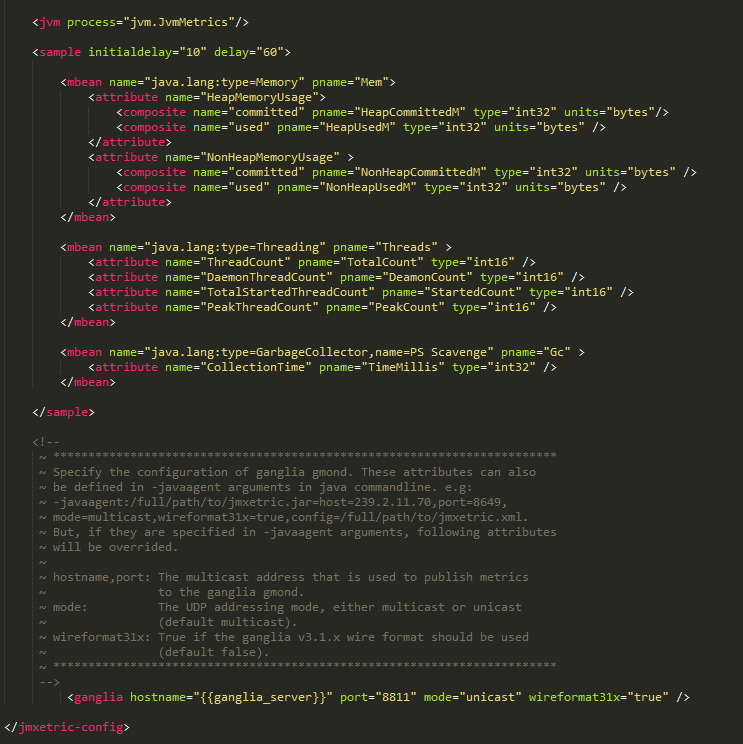 <jvm process="jvm.JvmMetrics"/>
<sample initialdelay="10" delay="60">
<mbean name="java.lang:type=Memory" pname="Mem">
<attribute name="HeapMemoryUsage">
<composite name="committed" pname="HeapCommittedM" type="int32" units="bytes"/>
<composite name="used" pname="HeapUsedM" type="int32" units="bytes" />
</attribute>
<attribute name="NonHeapMemoryUsage" >
<composite name="committed" pname="NonHeapCommittedM" type="int32" units="bytes" />
<composite name="used" pname="NonHeapUsedM" type="int32" units="bytes" />
</attribute>
</mbean>
<mbean name="java.lang:type=Threading" pname="Threads" >
<attribute name="ThreadCount" pname="TotalCount" type="int16" />
<attribute name="DaemonThreadCount" pname="DeamonCount" type="int16" />
<attribute name="TotalStartedThreadCount" pname="StartedCount" type="int16" />
<attribute name="PeakThreadCount" pname="PeakCount" type="int16" />
</mbean>
<mbean name="java.lang:type=GarbageCollector,name=PS Scavenge" pname="Gc" >
<attribute name="CollectionTime" pname="TimeMillis" type="int32" />
</mbean>
</sample>
<!--
~ ************************************************************************
~ Specify the configuration of ganglia gmond. These attributes can also
~ be defined in -javaagent arguments in java commandline. e.g:
~ -javaagent:/full/path/to/jmxetric.jar=host=239.2.11.70,port=8649,
~ mode=multicast,wireformat31x=true,config=/full/path/to/jmxetric.xml.
~ But, if they are specified in -javaagent arguments, following attributes
~ will be overrided.
~
~ hostname,port: The multicast address that is used to publish metrics
~ to the ganglia gmond.
~ mode: The UDP addressing mode, either multicast or unicast
~ (default multicast).
~ wireformat31x: True if the ganglia v3.1.x wire format should be used
~ (default false).
~ ************************************************************************
-->
<ganglia hostname="{{ganglia_server}}" port="8811" mode="unicast" wireformat31x="true" />
</jmxetric-config>